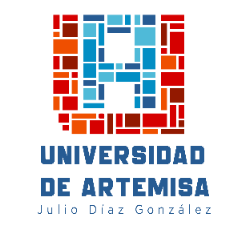 UNIVERSIDAD
DE ARTEMISA
Julio Díaz González